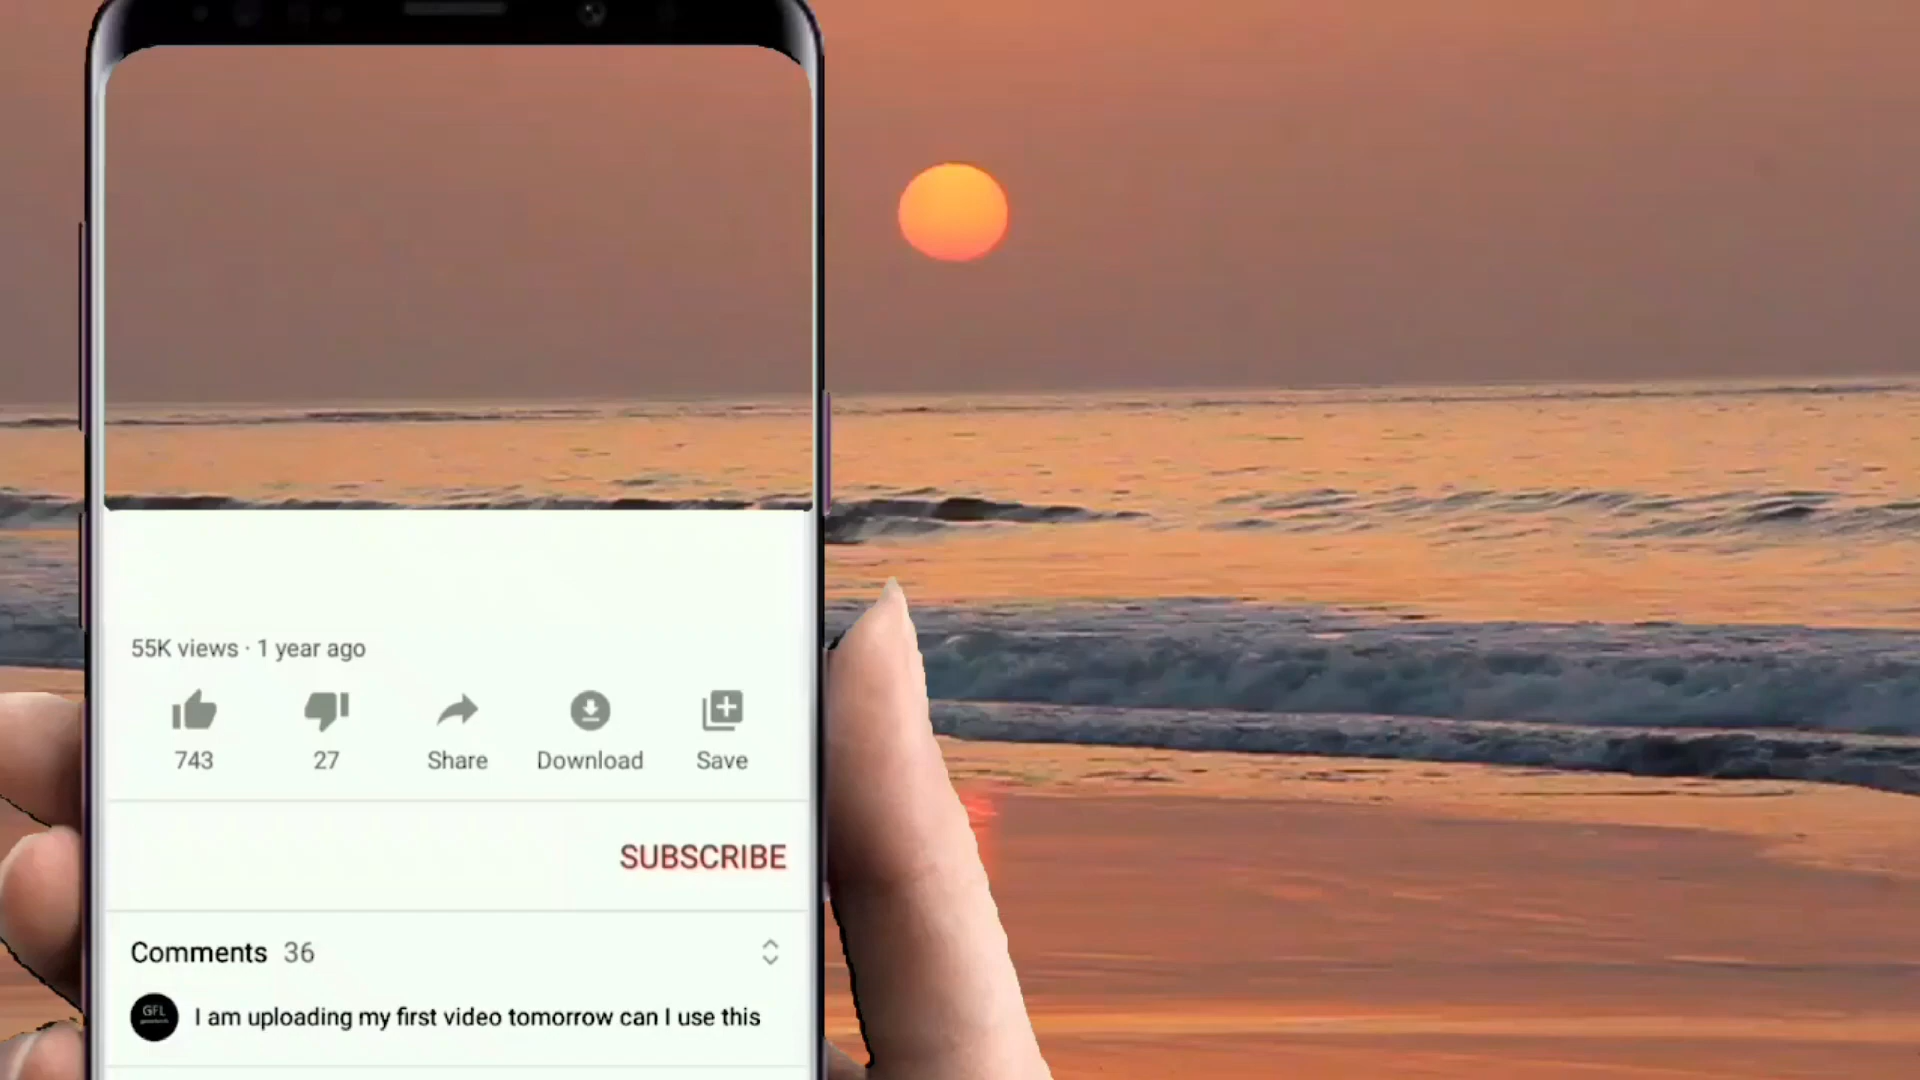 55K views · 1 year ago
743
27
Share
Download
Save
SUBSCRIBE
Comments 36
GFL
I am uploading my first video tomorrow can I use this